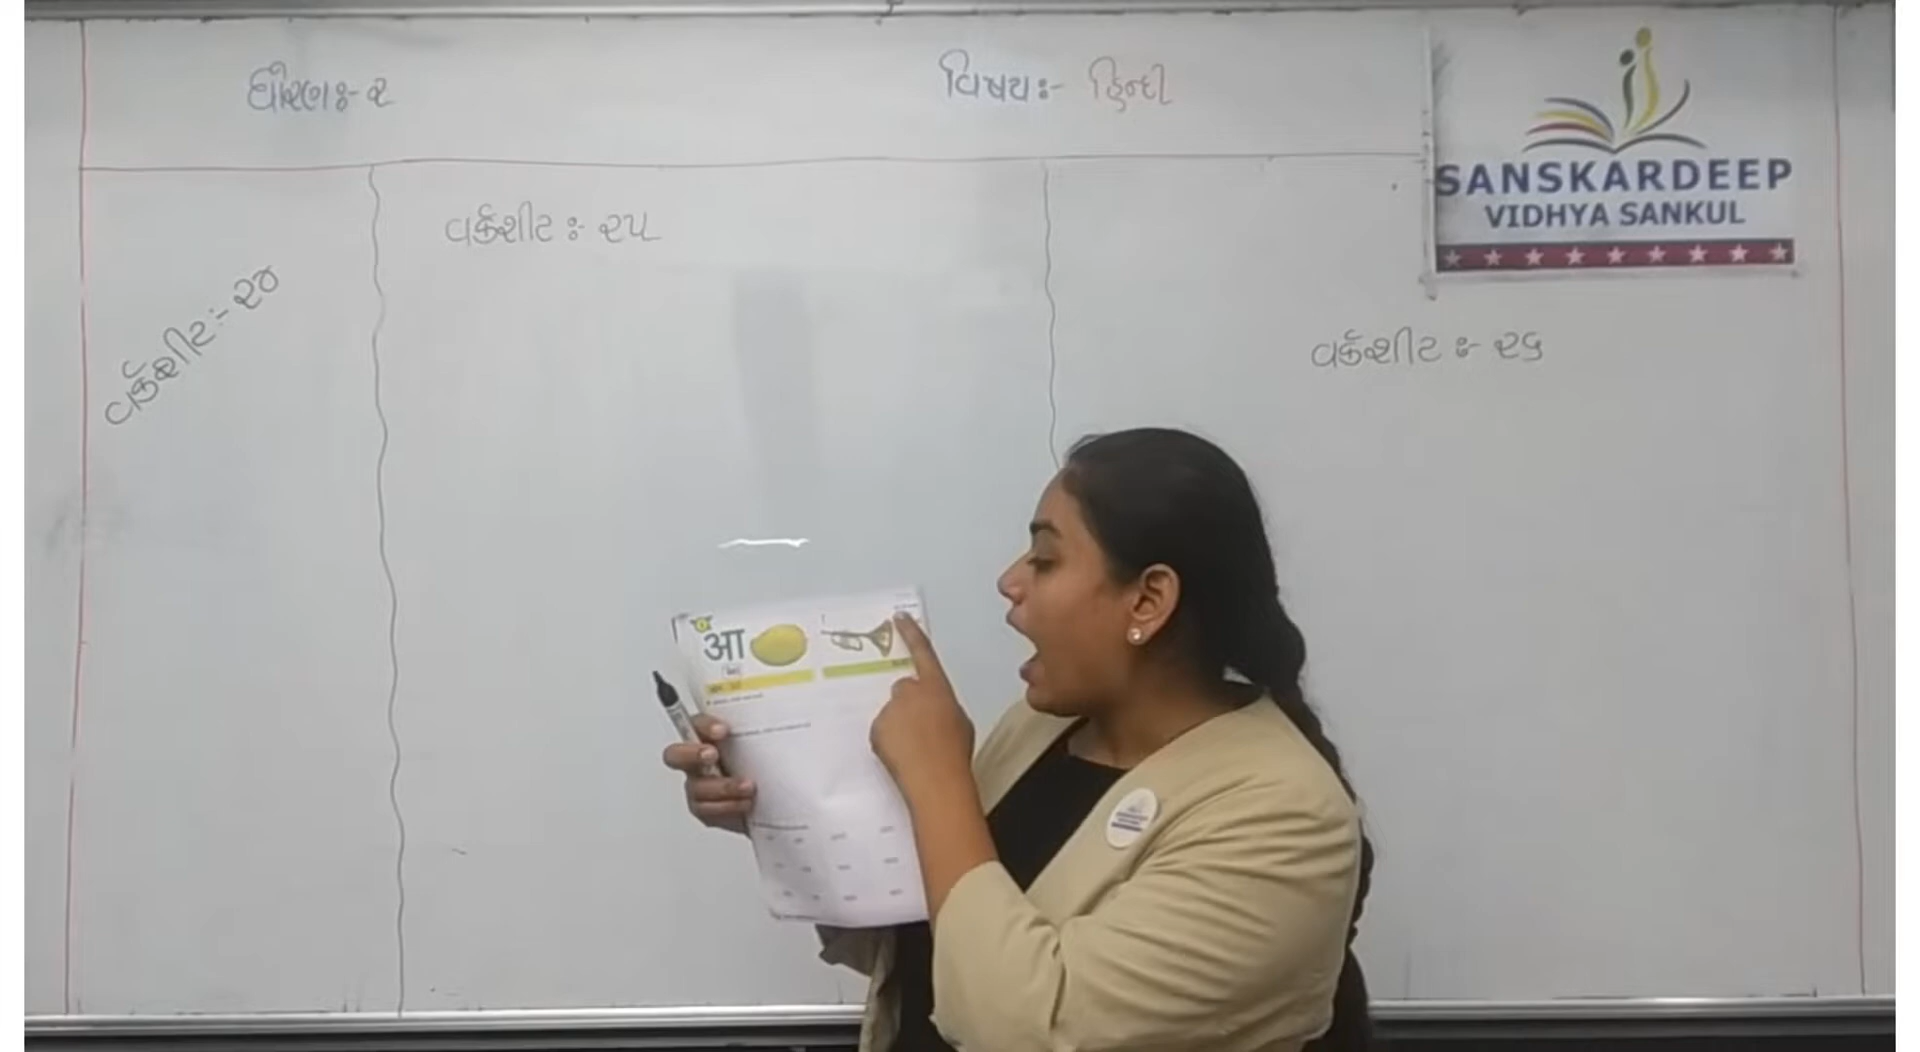 ધોરણઃ- ૨
વિષયઃ- હિન્દી
SANSKARDEEP
VIDHYA SANKUL
વર્કશીટઃ- ૨૪
વર્કશીટઃ- ૨૫
વર્કશીટઃ- ૨૬
आ